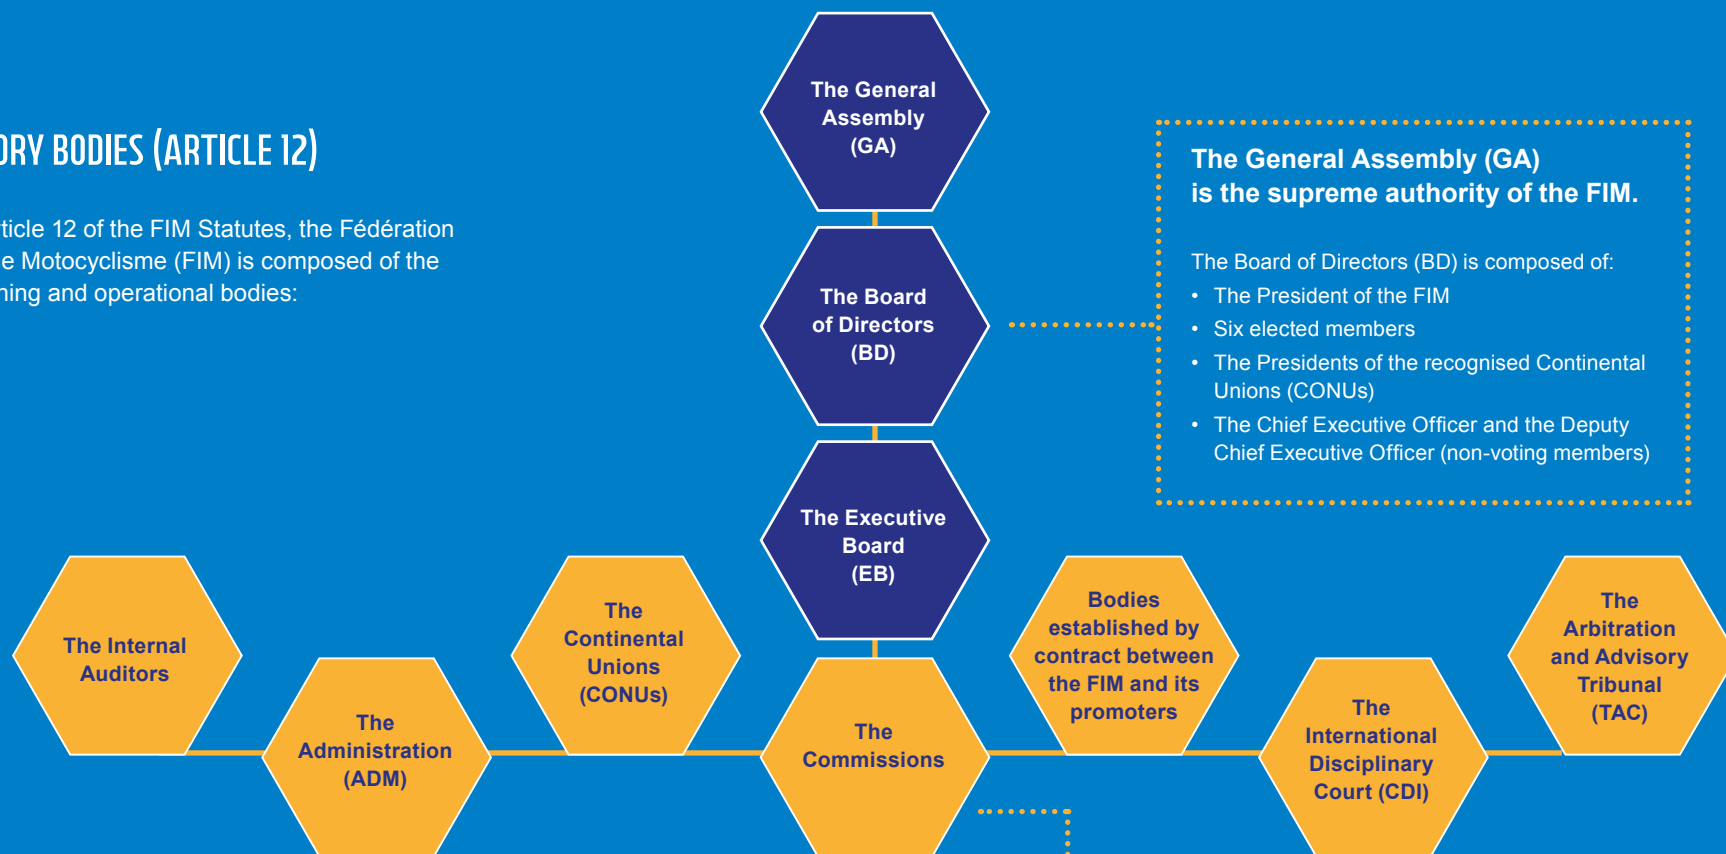 ORY BODIES (ARTICLE 12)
ticle 12 of the FIM Statutes, the Fédération
e Motocyclisme (FIM) is composed of the
ning and operational bodies:
The General
Assembly
(GA)
The Board
of Directors
(BD)
The Executive
Board
(EB)
The General Assembly (GA)
is the supreme authority of the FIM.
The Board of Directors (BD) is composed of:
• The President of the FIM
• Six elected members
• The Presidents of the recognised Continental
Unions (CONUs)
• The Chief Executive Officer and the Deputy
Chief Executive Officer (non-voting members)
The Internal
Auditors
The
Administration
(ADM)
The
Continental
Unions
(CONUs)
The
Commissions
Bodies
established by
contract between
the FIM and its
promoters
The
International
Disciplinary
Court (CDI)
The
Arbitration
and Advisory
Tribunal
(TAC)